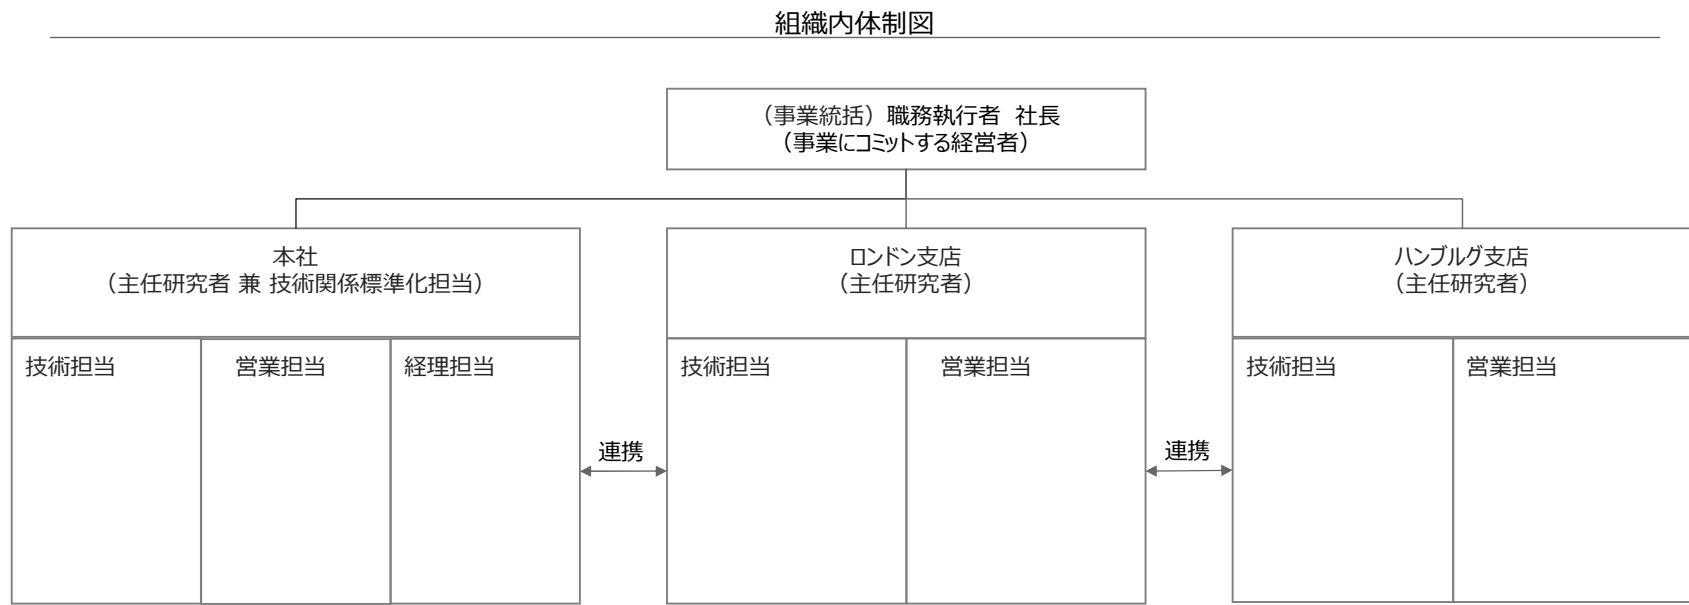 組織内体制図
（事業統括）職務執行者 社長
（事業にコミットする経営者）
本社
（主任研究者 兼 技術関係標準化担当）
ロンドン支店
（主任研究者）
ハンブルグ支店
（主任研究者）
技術担当
営業担当
経理担当
技術担当
営業担当
技術担当
営業担当
連携
連携